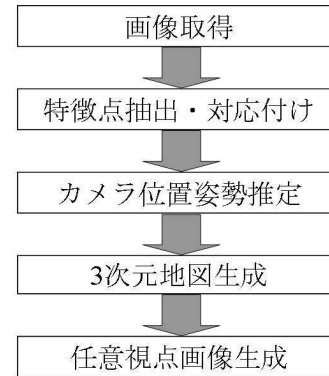 画像取得
特徴点抽出・対応付け
カメラ位置姿勢推定
3次元地図生成
任意視点画像生成